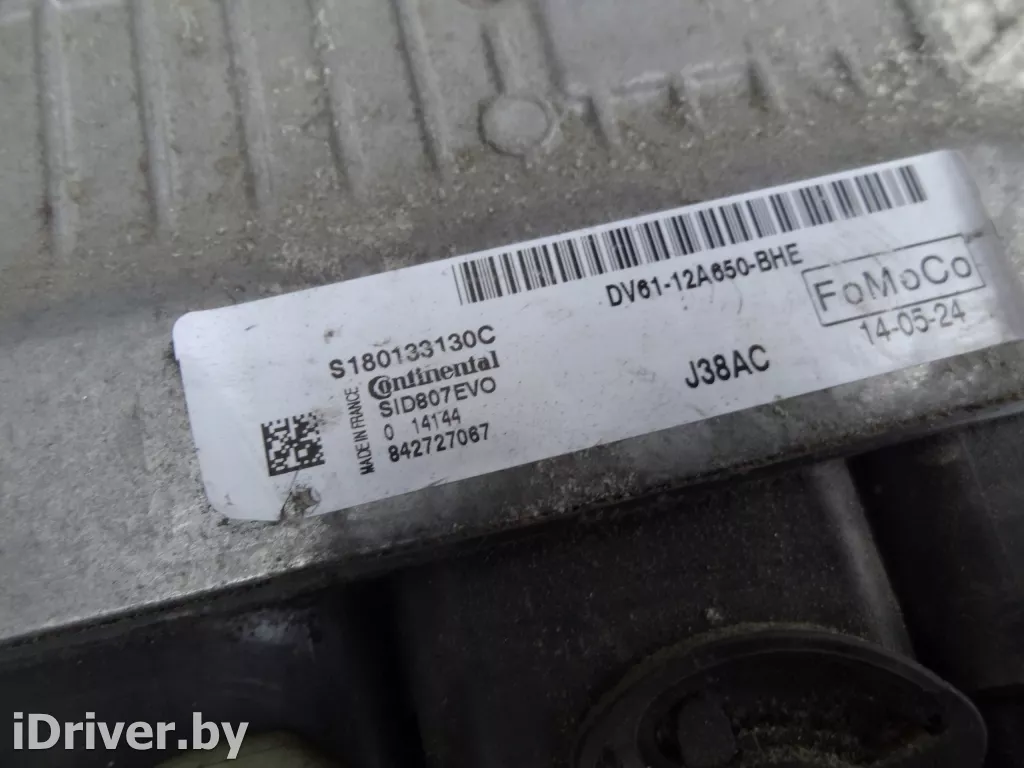 DV61-12A650-BHE
FoMoCo
14-05-24
S180133130C
Continental
SID807EVO
MADE IN FRANCE
0 14144
842727067
J38AC
iDriver.by